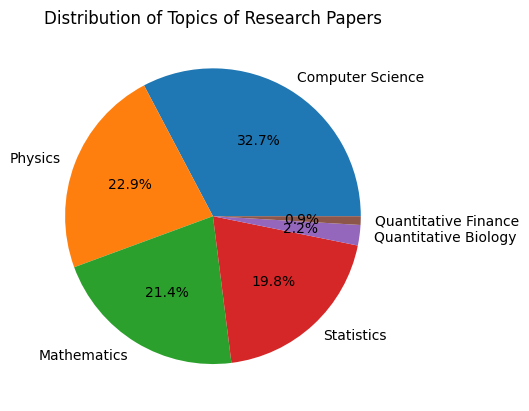 Distribution of Topics of Research Papers
Computer Science
32.7%
Physics
22.9%
Mathematics
21.4%
Statistics
19.8%
Quantitative Biology
2.2%
Quantitative Finance
0.9%